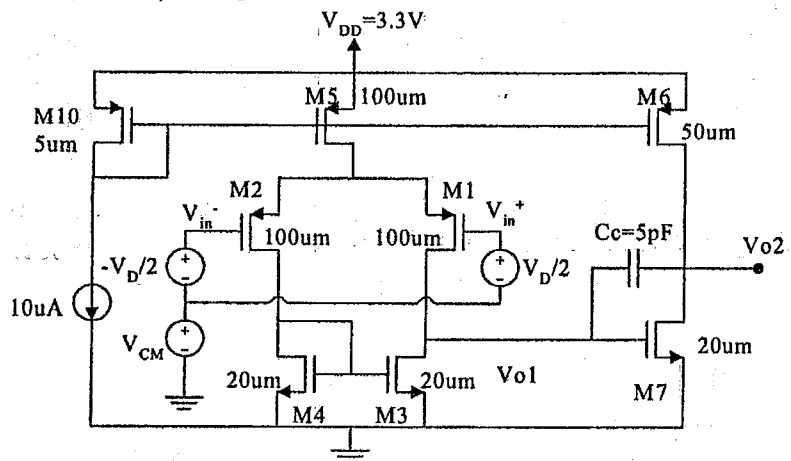 V_DD=3.3V
M10
5um
M5
100um
M6
50um
M2
M1
V_in^-
V_in^+
100um
100um
Cc=5pF
Vo2
-V_D/2
V_D/2
10uA
V_CM
20um
20um
Vo1
20um
M4
M3
M7